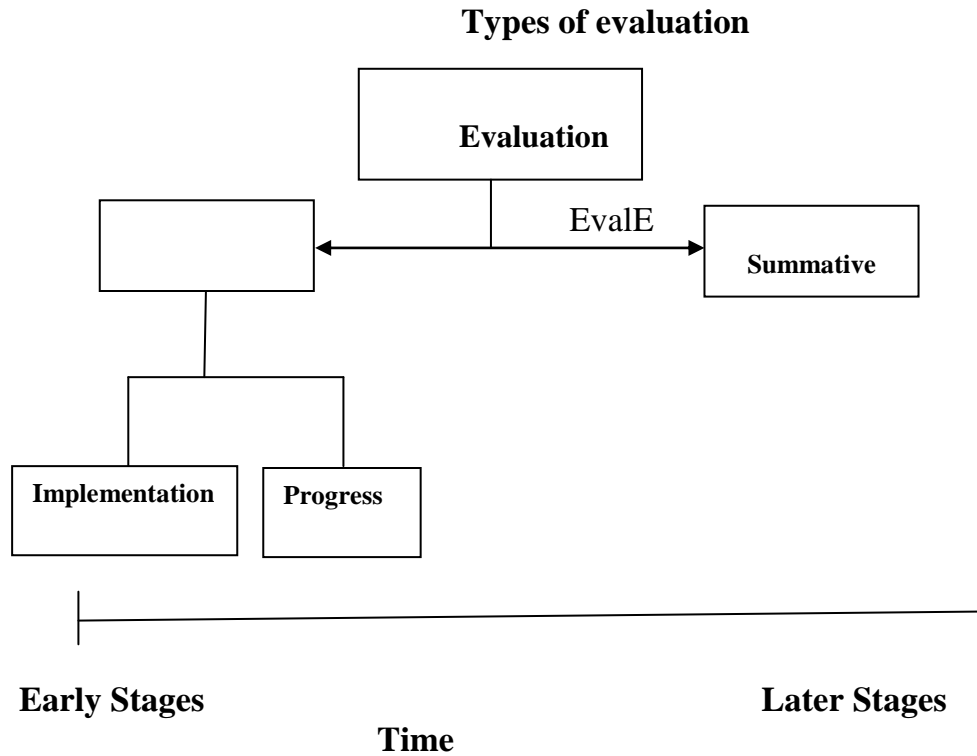 Types of evaluation
Evaluation
EvalE
Summative
Implementation
Progress
Early Stages
Later Stages
Time